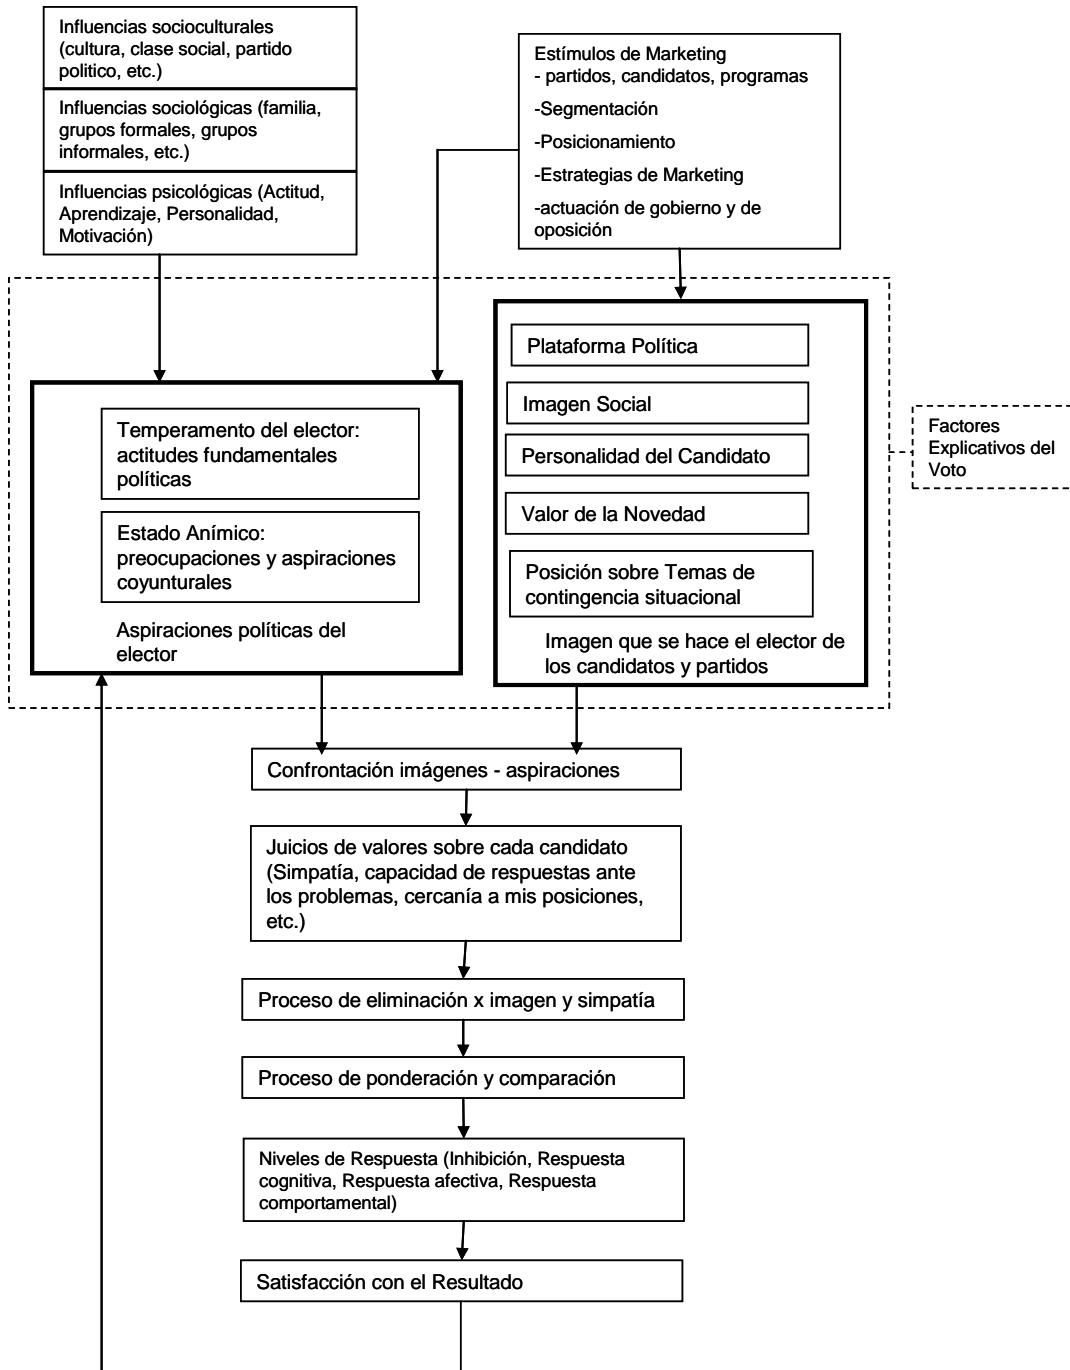 Influencias socioculturales
(cultura, clase social, partido
politico, etc.)
Influencias sociológicas (familia,
grupos formales, grupos
informales, etc.)
Influencias psicológicas (Actitud,
Aprendizaje, Personalidad,
Motivación)
Estímulos de Marketing
- partidos, candidatos, programas
-Segmentación
-Posicionamiento
-Estrategias de Marketing
-actuación de gobierno y de
oposición
Temperamento del elector:
actitudes fundamentales
políticas
Estado Anímico:
preocupaciones y aspiraciones
coyunturales
Aspiraciones políticas del
elector
Plataforma Política
Imagen Social
Personalidad del Candidato
Valor de la Novedad
Posición sobre Temas de
contingencia situacional
Imagen que se hace el elector de
los candidatos y partidos
Factores
Explicativos del
Voto
Confrontación imágenes - aspiraciones
Juicios de valores sobre cada candidato
(Simpatía, capacidad de respuestas ante
los problemas, cercanía a mis posiciones,
etc.)
Proceso de eliminación x imagen y simpatía
Proceso de ponderación y comparación
Niveles de Respuesta (Inhibición, Respuesta
cognitiva, Respuesta afectiva, Respuesta
comportamental)
Satisfacción con el Resultado